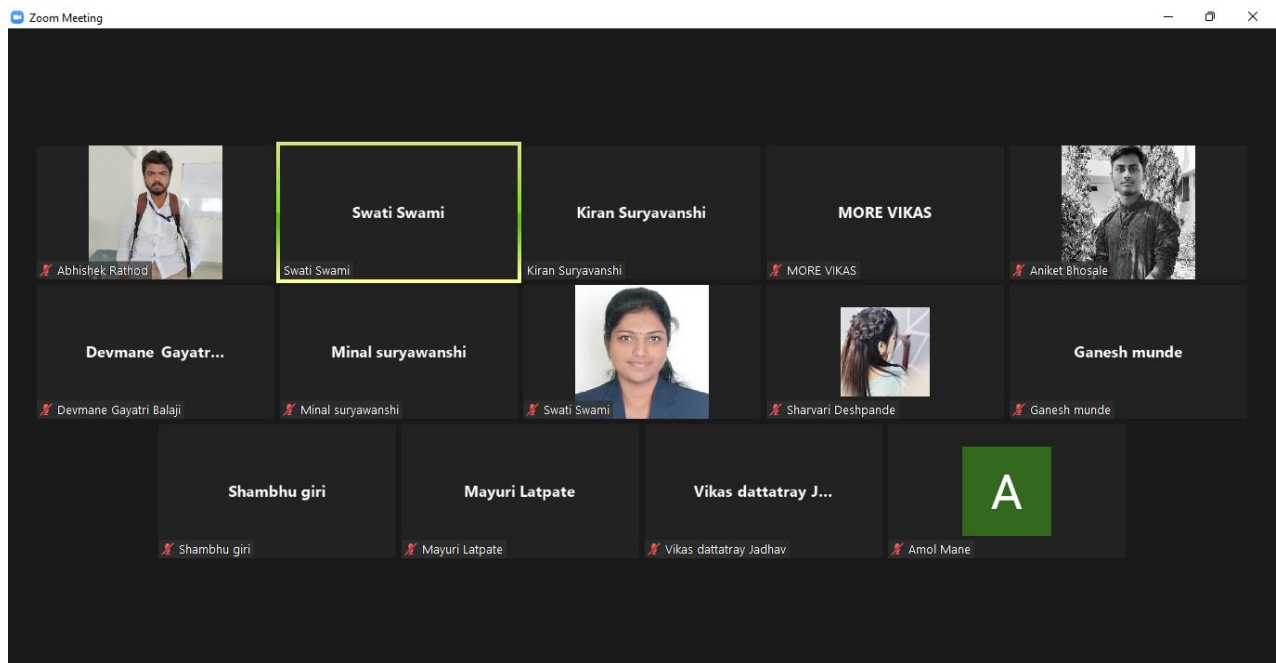 Zoom Meeting
Abhishek Rathod
Swati Swami
Swati Swami
Kiran Suryavanshi
Kiran Suryavanshi
MORE VIKAS
MORE VIKAS
Aniket Bhosale
Devmane Gayatr...
Devmane Gayatri Balaji
Minal suryawanshi
Minal suryawanshi
Swati Swami
Sharvari Deshpande
Ganesh munde
Ganesh munde
Shambhu giri
Shambhu giri
Mayuri Latpate
Mayuri Latpate
Vikas dattatray J...
Vikas dattatray Jadhav
A
Amol Mane